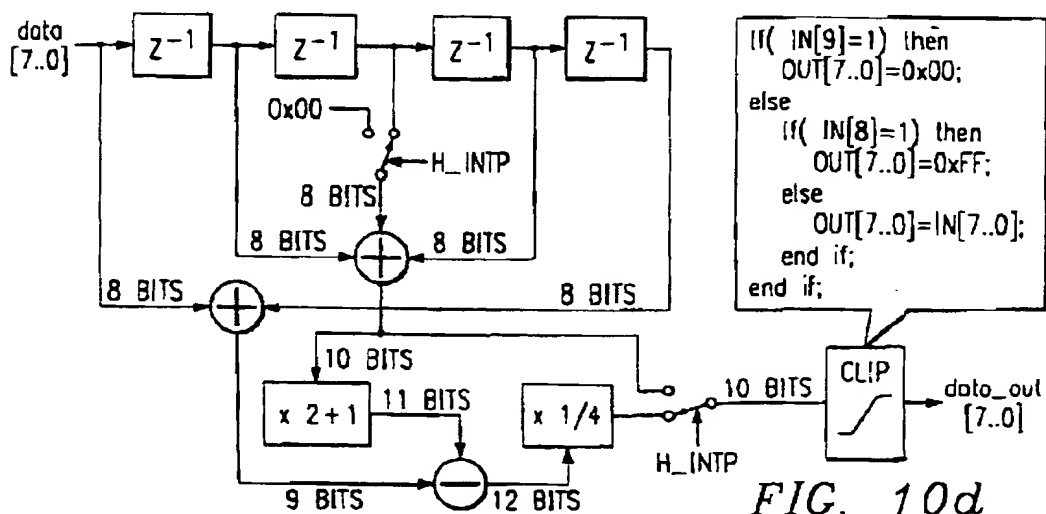 data
[7..0]
Z⁻¹
Z⁻¹
Z⁻¹
Z⁻¹
0x00
H_INTP
8 BITS
8 BITS
8 BITS
8 BITS
8 BITS
10 BITS
x 2+1
11 BITS
9 BITS
12 BITS
x 1/4
H_INTP
10 BITS
If( IN[9]=1) then
OUT[7..0]=0x00;
else
If( IN[8]=1) then
OUT[7..0]=0xFF;
else
OUT[7..0]=IN[7..0];
end if;
end if;
CLIP
data_out
[7..0]
FIG. 10d